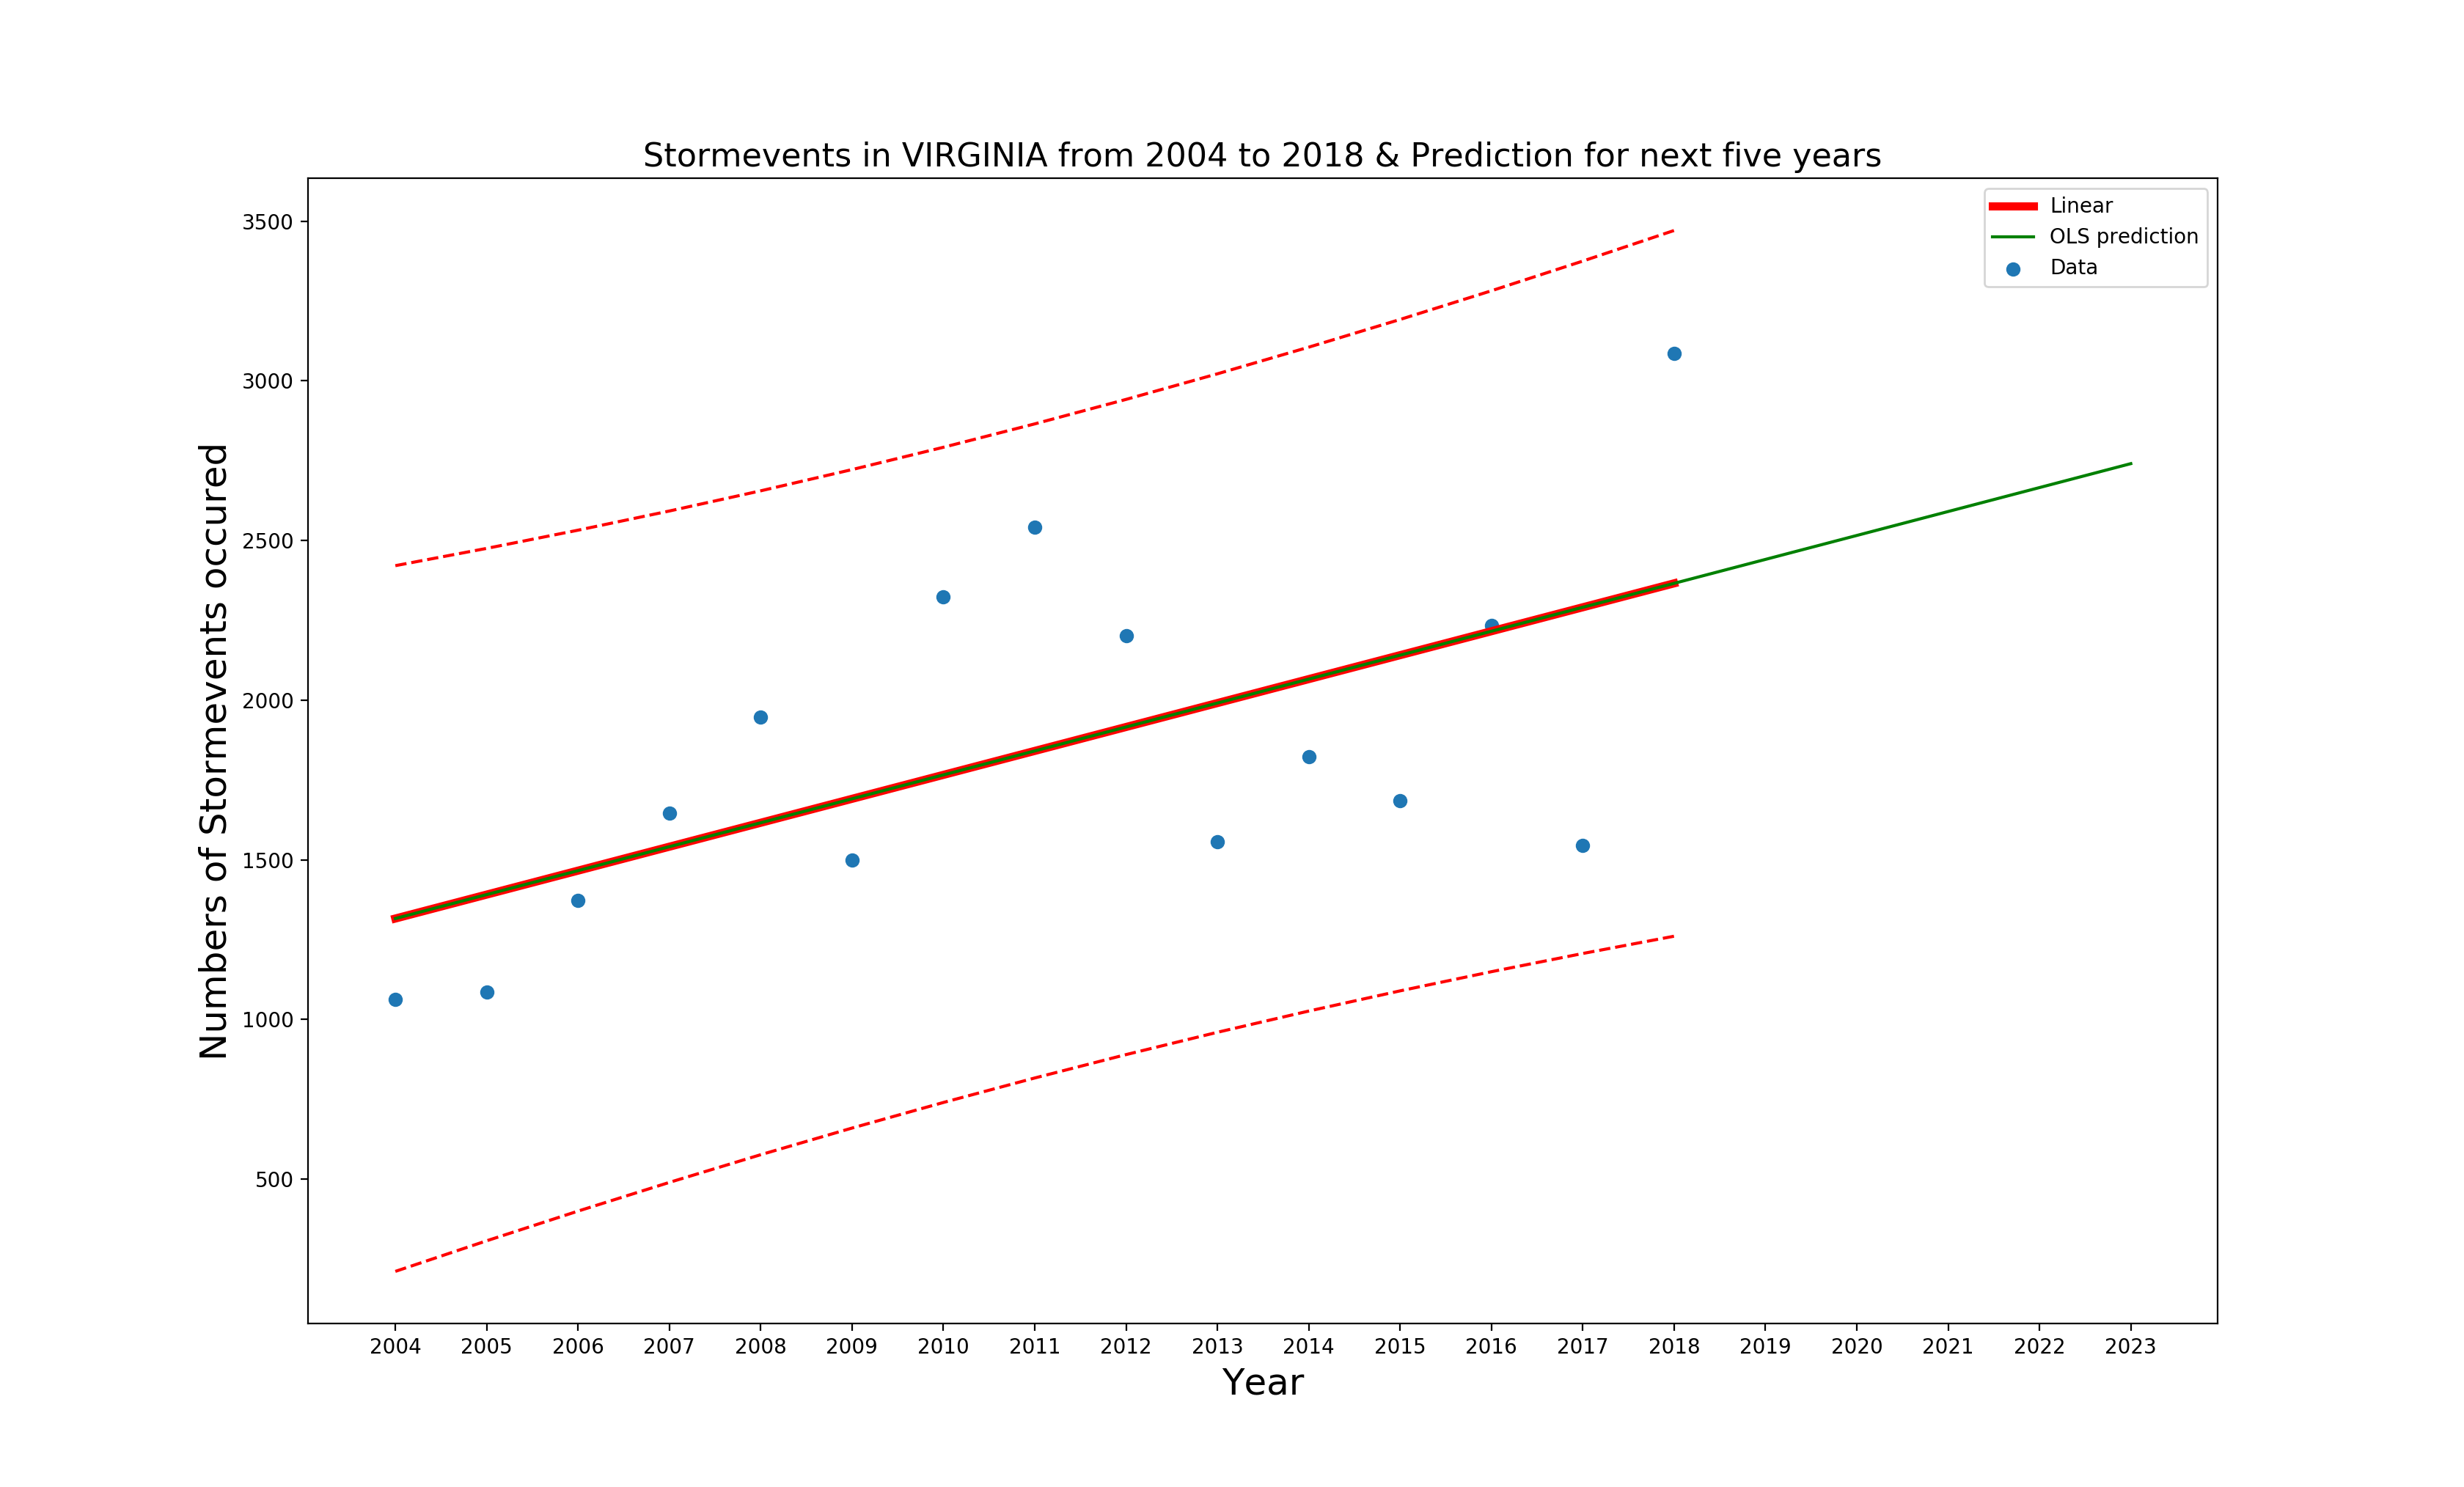 Stormevents in VIRGINIA from 2004 to 2018 & Prediction for next five years
Linear
OLS prediction
Data
Numbers of Stormevents occured
3500
3000
2500
2000
1500
1000
500
2004 2005 2006 2007 2008 2009 2010 2011 2012 2013 2014 2015 2016 2017 2018 2019 2020 2021 2022 2023
Year